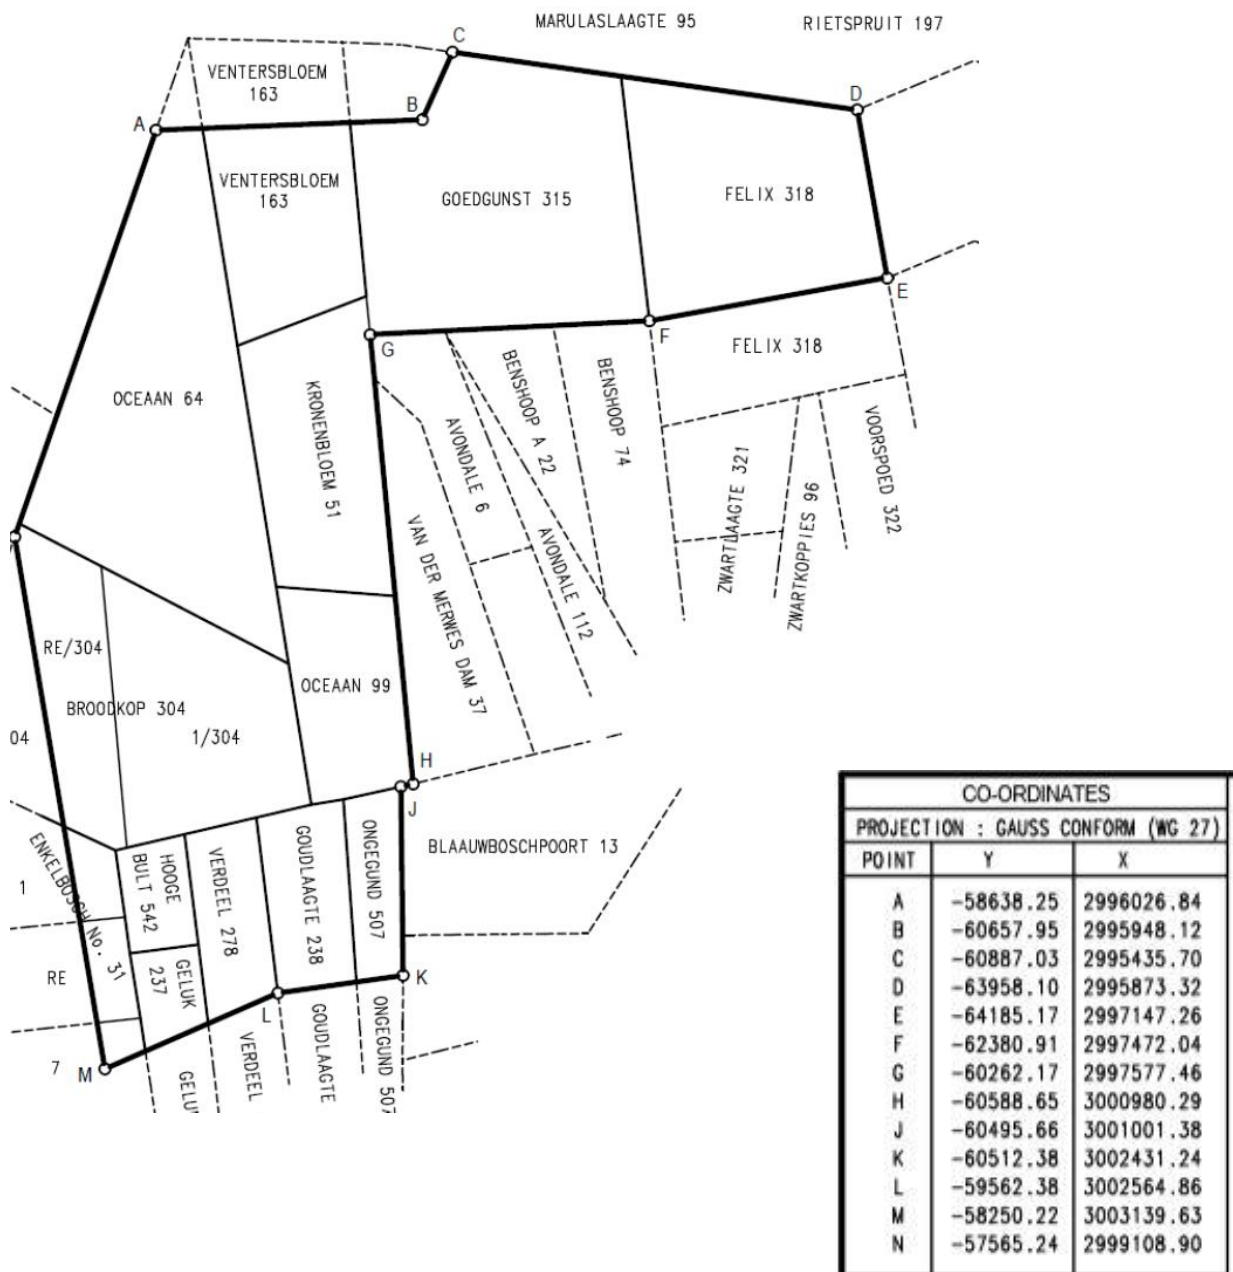 MARULASLAAGTE 95
RIETSPRUIT 197
C
VENTERSBLOEM
163
D
B
A
VENTERSBLOEM
163
GOEDGUNST 315
FELIX 318
E
F
G
FELIX 318
OCEAAN 64
KRONENBLOEM 51
BENSHOOP A 22
BENSHOOP 74
AVONDALE 6
VOORSPOED 322
ZWARTLAAGTE 321
ZWARTKOPPIES 96
VAN DER MERWES DAM 37
AVONDALE 112
RE/304
OCEAAN 99
BROODKOP 304
1/304
04
H
J
ENKELBOSCH No. 31
HOOGE
BULT 542
VERDEEL 278
GOUDLAAGTE 238
ONGEGUND 507
BLAAUWBOSCHPOORT 13
1
RE
GELUK
237
K
L
7
M
GELU
VERDEEL
GOUDLAAGTE
ONGEGUND 507
CO-ORDINATES
PROJECTION : GAUSS CONFORM (WG 27)
POINT Y X
A -58638.25 2996026.84
B -60657.95 2995948.12
C -60887.03 2995435.70
D -63958.10 2995873.32
E -64185.17 2997147.26
F -62380.91 2997472.04
G -60262.17 2997577.46
H -60588.65 3000980.29
J -60495.66 3001001.38
K -60512.38 3002431.24
L -59562.38 3002564.86
M -58250.22 3003139.63
N -57565.24 2999108.90